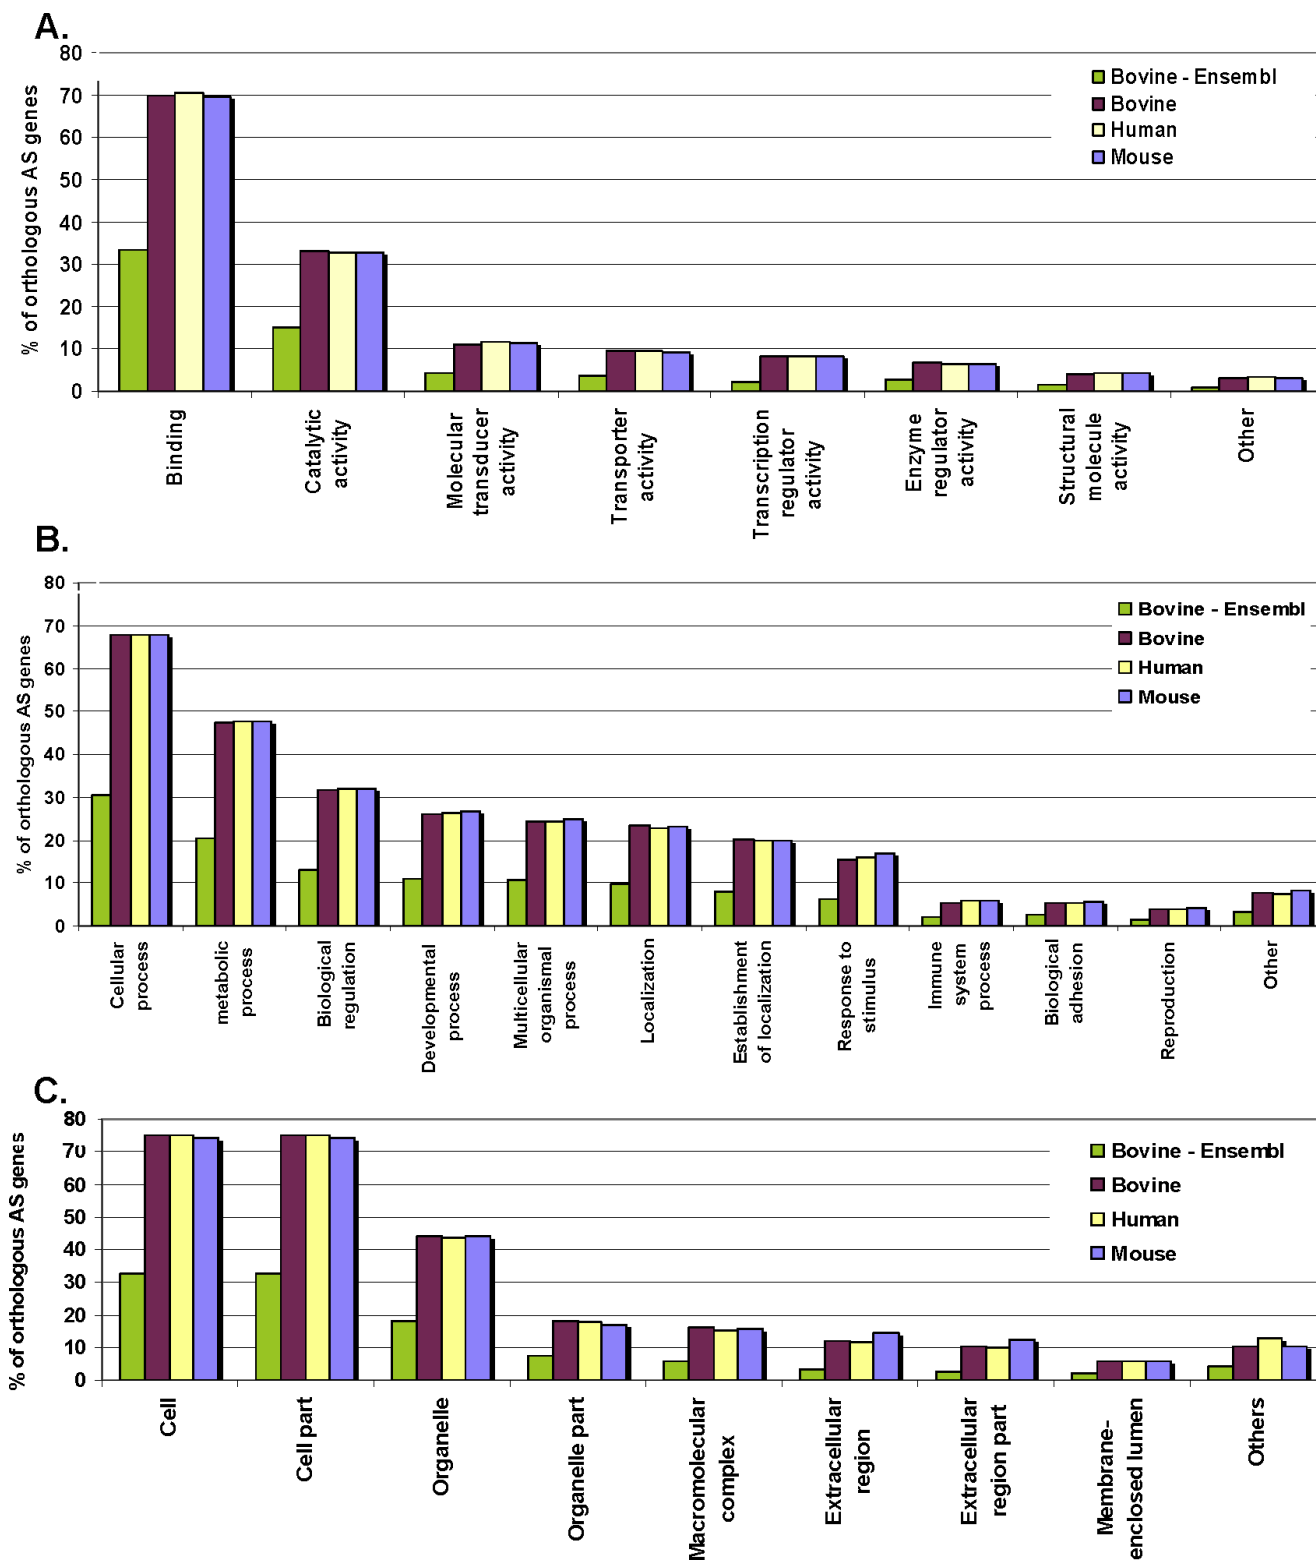 A.
% of orthologous AS genes
80
70
60
50
40
30
20
10
0
Bovine - Ensembl
Bovine
Human
Mouse
Binding
Catalytic
activity
Molecular
transducer
activity
Transporter
activity
Transcription
regulator
activity
Enzyme
regulator
activity
Structural
molecule
activity
Other
B.
% of orthologous AS genes
80
70
60
50
40
30
20
10
0
Bovine - Ensembl
Bovine
Human
Mouse
Cellular
process
metabolic
process
Biological
regulation
Developmental
process
Multicellular
organismal
process
Localization
Establishment
of localization
Response to
stimulus
Immune
system
process
Biological
adhesion
Reproduction
Other
C.
% of orthologous AS genes
80
70
60
50
40
30
20
10
0
Bovine - Ensembl
Bovine
Human
Mouse
Cell
Cell part
Organelle
Organelle part
Macromolecular
complex
Extracellular
region
Extracellular
region part
Membrane-
enclosed lumen
Others